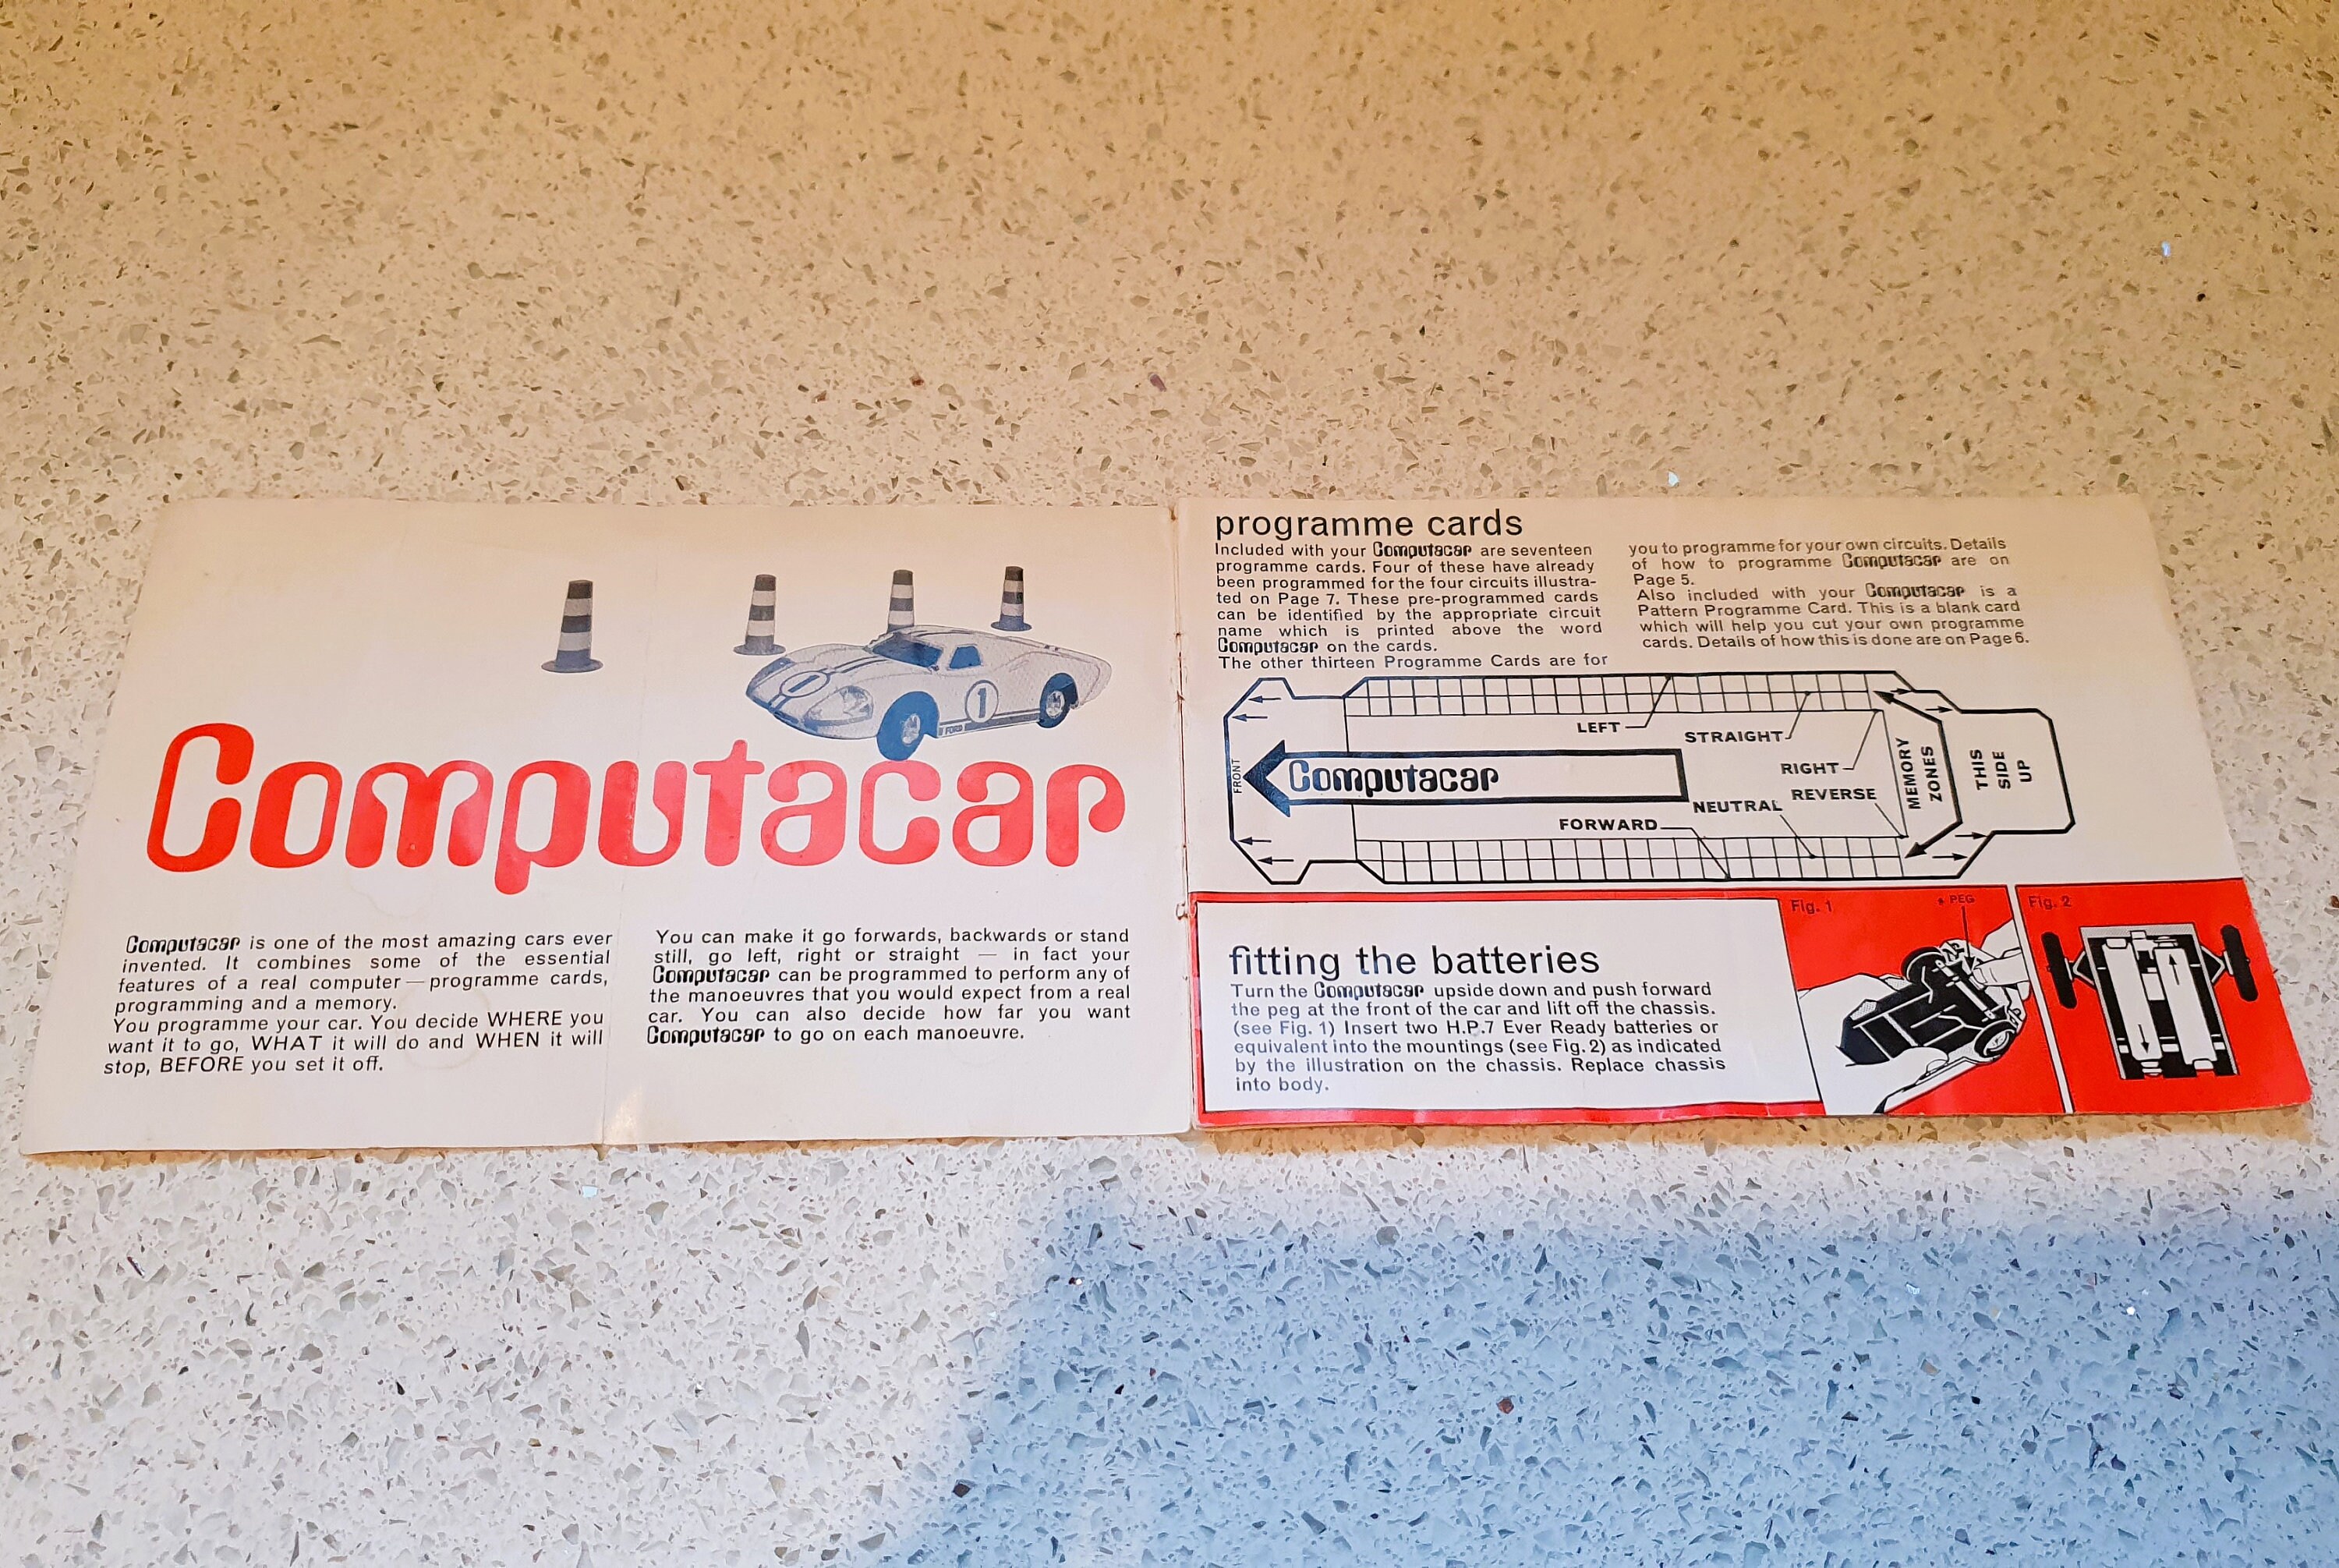 Computacar
Computacar is one of the most amazing cars ever
invented. It combines some of the essential
features of a real computer — programme cards,
programming and a memory.
You programme your car. You decide WHERE you
want it to go, WHAT it will do and WHEN it will
stop, BEFORE you set it off.
You can make it go forwards, backwards or stand
still, go left, right or straight — in fact your
Computacar can be programmed to perform any of
the manoeuvres that you would expect from a real
car. You can also decide how far you want
Computacar to go on each manoeuvre.
1
1
FORD
programme cards
Included with your Computacar are seventeen
programme cards. Four of these have already
been programmed for the four circuits illustra-
ted on Page 7. These pre-programmed cards
can be identified by the appropriate circuit
name which is printed above the word
Computacar on the cards.
The other thirteen Programme Cards are for
you to programme for your own circuits. Details
of how to programme Computacar are on
Page 5.
Also included with your Computacar is a
Pattern Programme Card. This is a blank card
which will help you cut your own programme
cards. Details of how this is done are on Page 6.
LEFT
STRAIGHT
RIGHT
REVERSE
NEUTRAL
FORWARD
FRONT
Computacar
MEMORY
ZONES
THIS
SIDE
UP
fitting the batteries
Turn the Computacar upside down and push forward
the peg at the front of the car and lift off the chassis.
(see Fig. 1) Insert two H.P.7 Ever Ready batteries or
equivalent into the mountings (see Fig. 2) as indicated
by the illustration on the chassis. Replace chassis
into body.
Fig. 1
PEG
Fig. 2